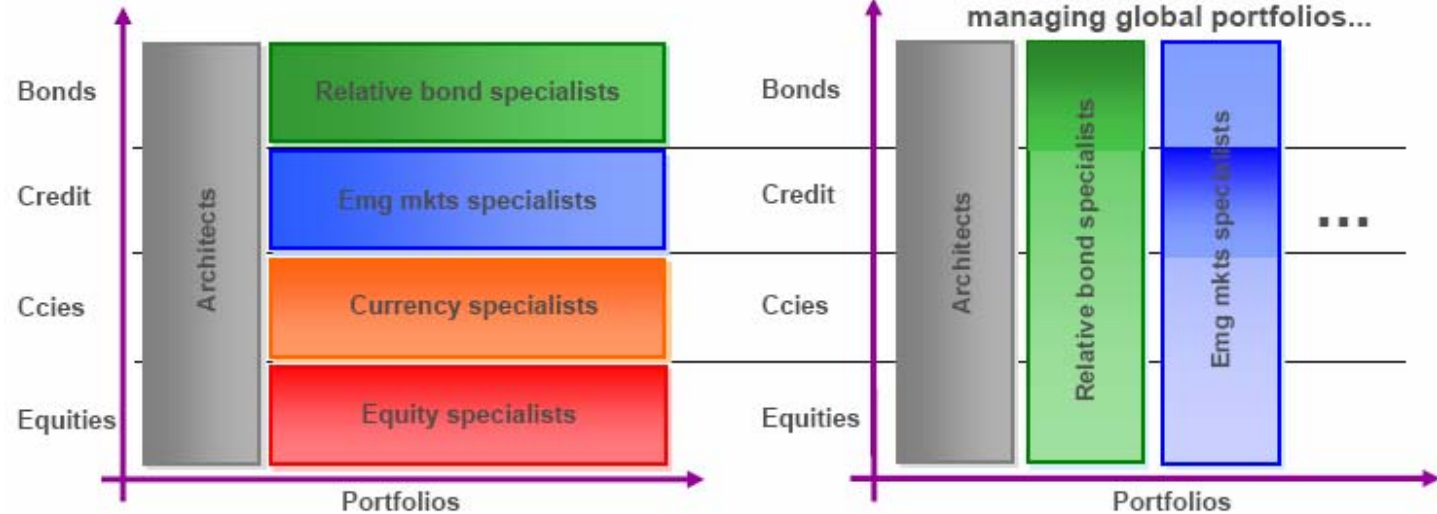 managing global portfolios...
Bonds
Relative bond specialists
Credit
Emg mkts specialists
Ccies
Currency specialists
Equities
Equity specialists
Architects
Portfolios
Bonds
Credit
Ccies
Equities
Architects
Relative bond specialists
Emg mkts specialists
...
Portfolios